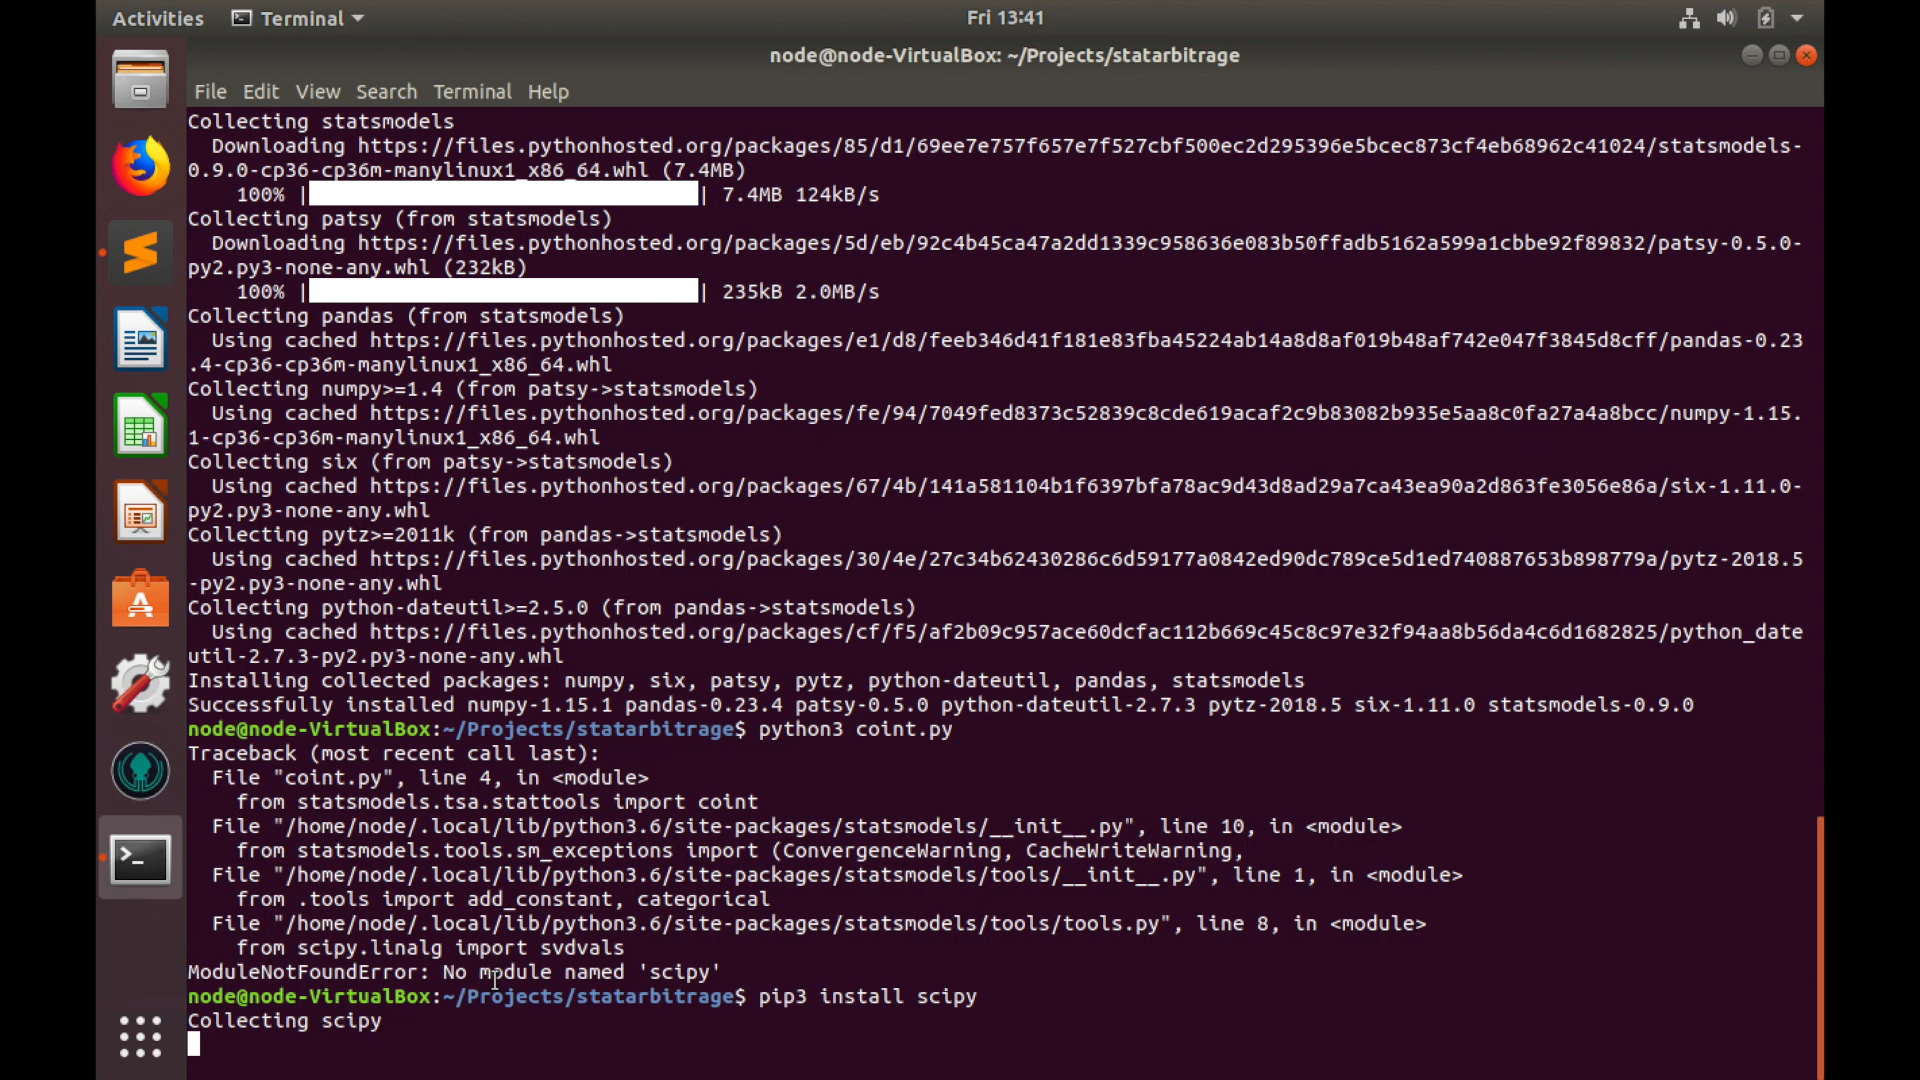 Activities Terminal Fri 13:41
node@node-VirtualBox: ~/Projects/statarbitrage
File Edit View Search Terminal Help
Collecting statsmodels
  Downloading https://files.pythonhosted.org/packages/85/d1/69ee7e757f657e7f527cbf500ec2d295396e5bcec873cf4eb68962c41024/statsmodels-
0.9.0-cp36-cp36m-manylinux1_x86_64.whl (7.4MB)
    100% | | 7.4MB 124kB/s
Collecting patsy (from statsmodels)
  Downloading https://files.pythonhosted.org/packages/5d/eb/92c4b45ca47a2dd1339c958636e083b50ffadb5162a599a1cbbe92f89832/patsy-0.5.0-
py2.py3-none-any.whl (232kB)
    100% | | 235kB 2.0MB/s
Collecting pandas (from statsmodels)
  Using cached https://files.pythonhosted.org/packages/e1/d8/feeb346d41f181e83fba45224ab14a8d8af019b48af742e047f3845d8cff/pandas-0.23
.4-cp36-cp36m-manylinux1_x86_64.whl
Collecting numpy>=1.4 (from patsy->statsmodels)
  Using cached https://files.pythonhosted.org/packages/fe/94/7049fed8373c52839c8cde619acaf2c9b83082b935e5aa8c0fa27a4a8bcc/numpy-1.15.
1-cp36-cp36m-manylinux1_x86_64.whl
Collecting six (from patsy->statsmodels)
  Using cached https://files.pythonhosted.org/packages/67/4b/141a581104b1f6397bfa78ac9d43d8ad29a7ca43ea90a2d863fe3056e86a/six-1.11.0-
py2.py3-none-any.whl
Collecting pytz>=2011k (from pandas->statsmodels)
  Using cached https://files.pythonhosted.org/packages/30/4e/27c34b62430286c6d59177a0842ed90dc789ce5d1ed740887653b898779a/pytz-2018.5
-py2.py3-none-any.whl
Collecting python-dateutil>=2.5.0 (from pandas->statsmodels)
  Using cached https://files.pythonhosted.org/packages/cf/f5/af2b09c957ace60dcfac112b669c45c8c97e32f94aa8b56da4c6d1682825/python_date
util-2.7.3-py2.py3-none-any.whl
Installing collected packages: numpy, six, patsy, pytz, python-dateutil, pandas, statsmodels
Successfully installed numpy-1.15.1 pandas-0.23.4 patsy-0.5.0 python-dateutil-2.7.3 pytz-2018.5 six-1.11.0 statsmodels-0.9.0
node@node-VirtualBox:~/Projects/statarbitrage$ python3 coint.py
Traceback (most recent call last):
  File "coint.py", line 4, in <module>
    from statsmodels.tsa.stattools import coint
  File "/home/node/.local/lib/python3.6/site-packages/statsmodels/__init__.py", line 10, in <module>
    from statsmodels.tools.sm_exceptions import (ConvergenceWarning, CacheWriteWarning,
  File "/home/node/.local/lib/python3.6/site-packages/statsmodels/tools/__init__.py", line 1, in <module>
    from .tools import add_constant, categorical
  File "/home/node/.local/lib/python3.6/site-packages/statsmodels/tools/tools.py", line 8, in <module>
    from scipy.linalg import svdvals
ModuleNotFoundError: No module named 'scipy'
node@node-VirtualBox:~/Projects/statarbitrage$ pip3 install scipy
Collecting scipy